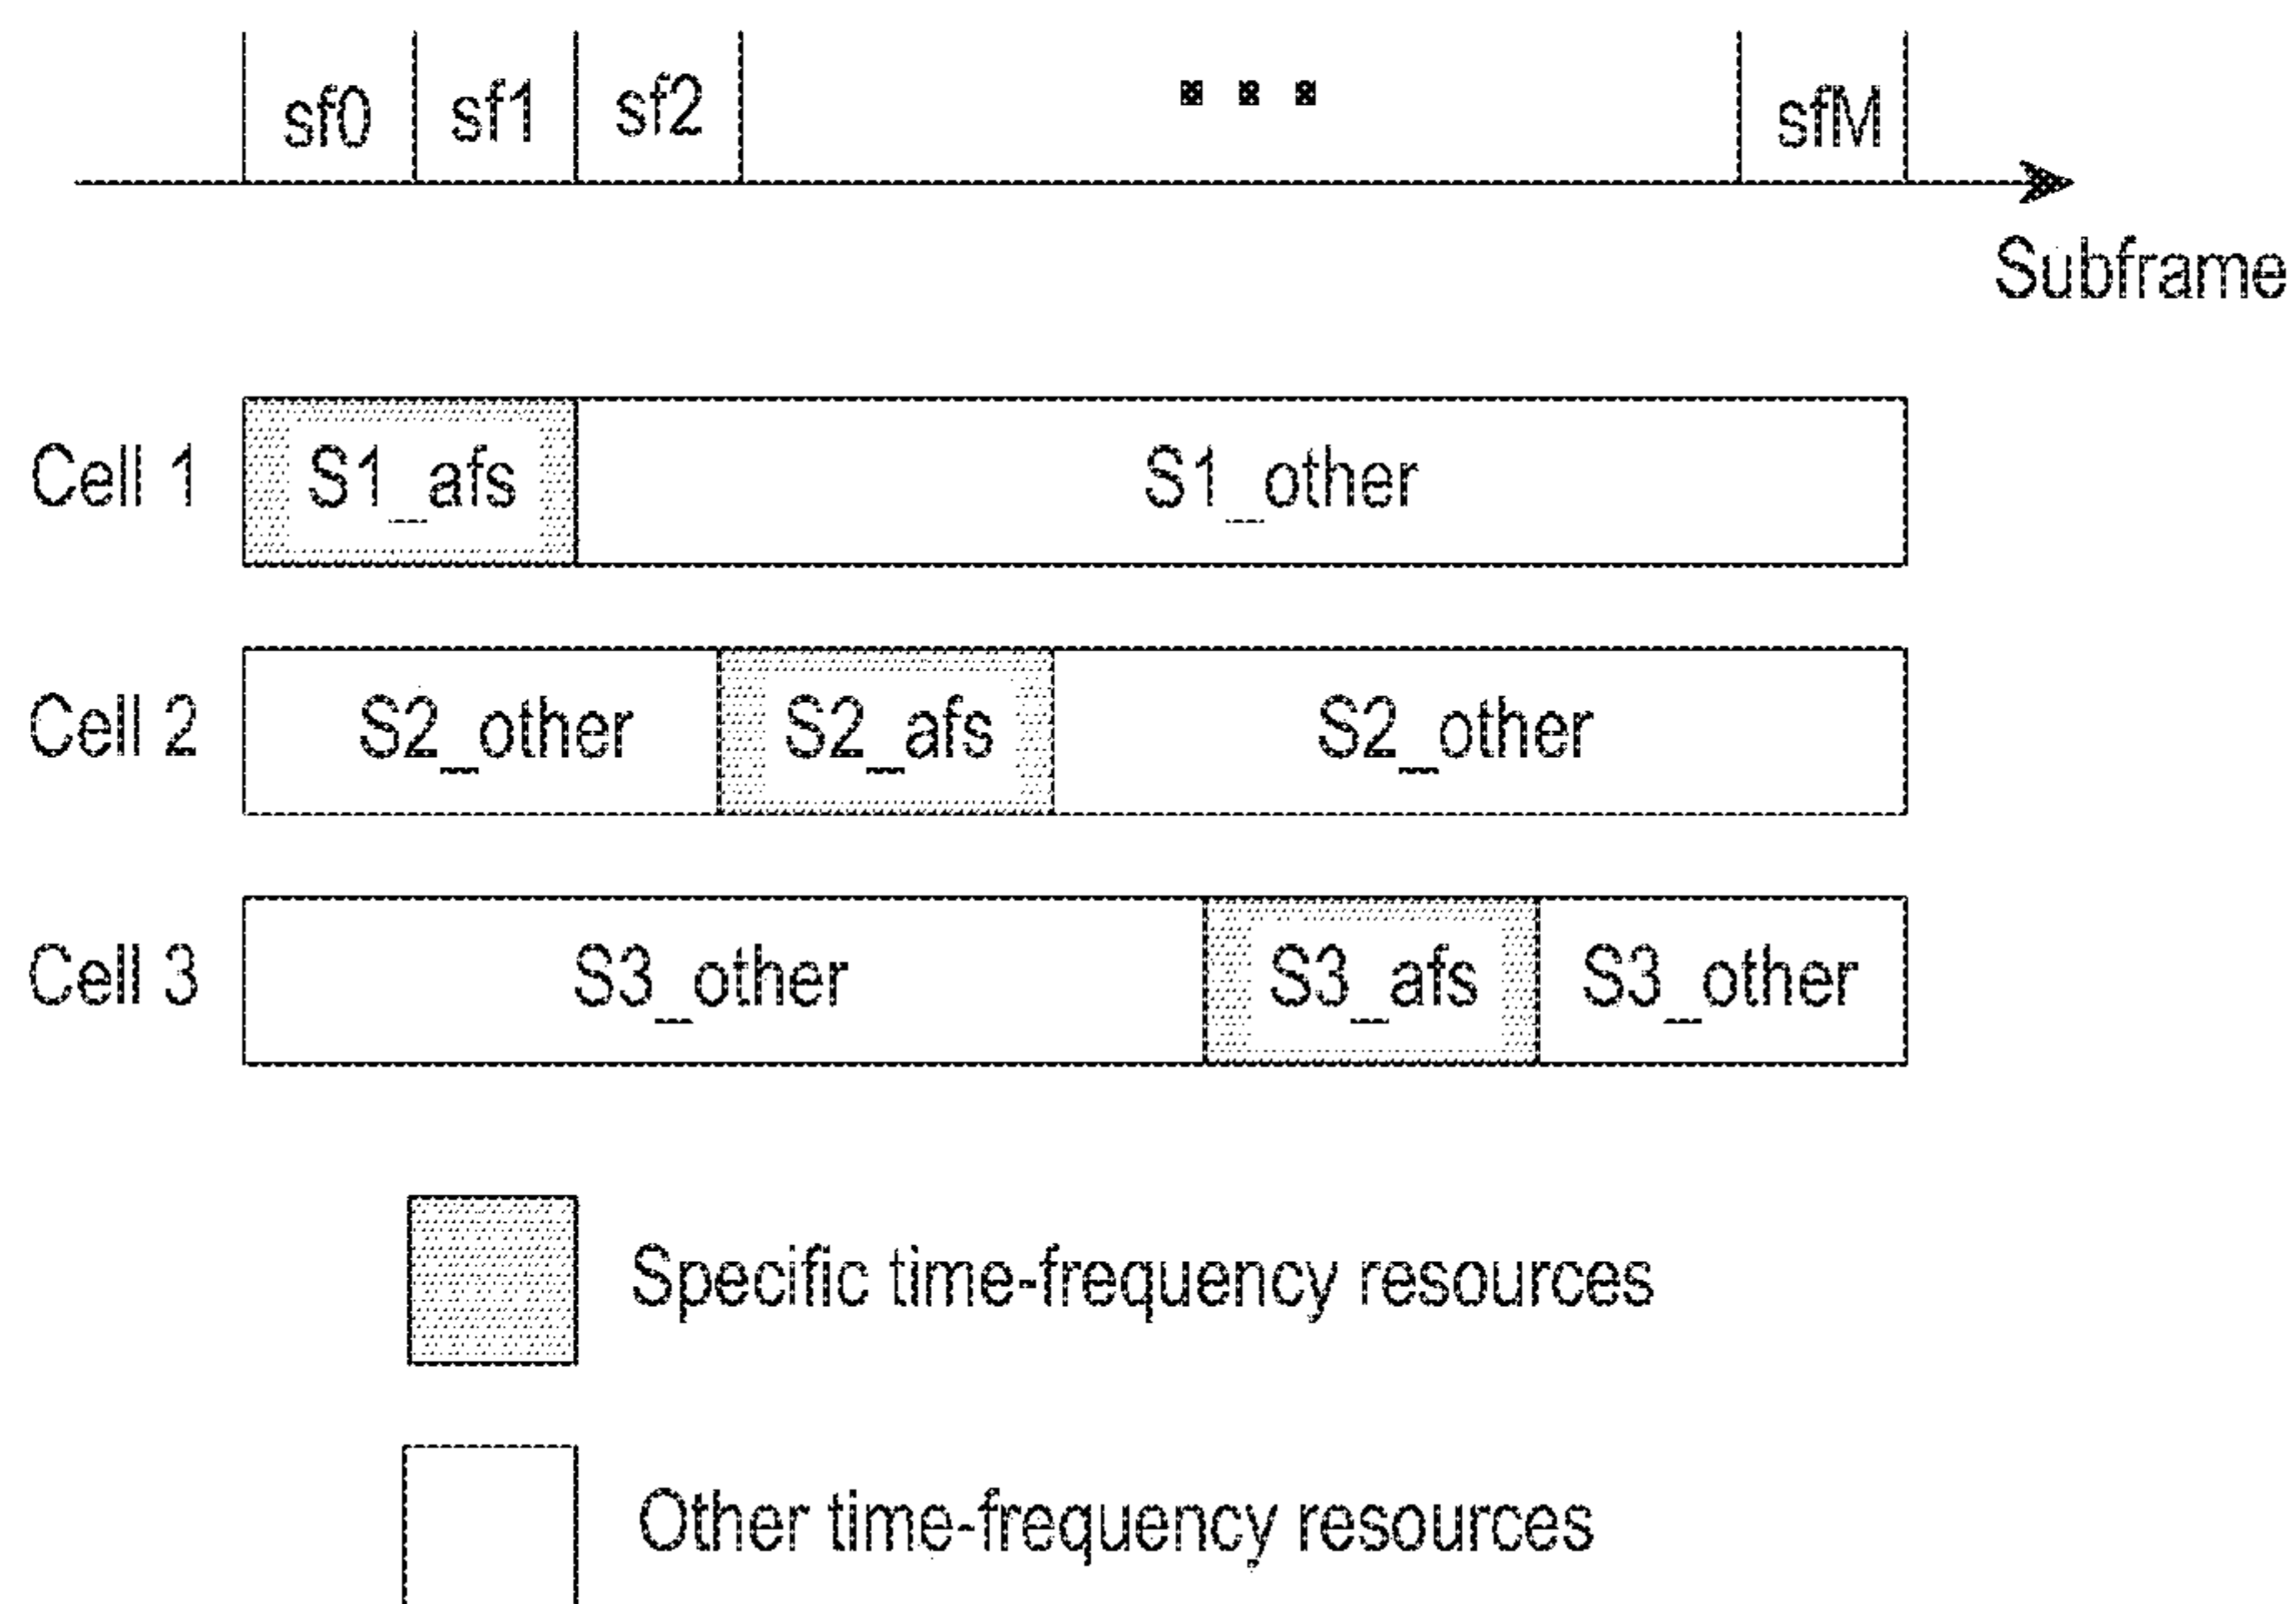 sf0 sf1 sf2 ... sfM
Subframe
Cell 1 S1_afs S1_other
Cell 2 S2_other S2_afs S2_other
Cell 3 S3_other S3_afs S3_other
Specific time-frequency resources
Other time-frequency resources